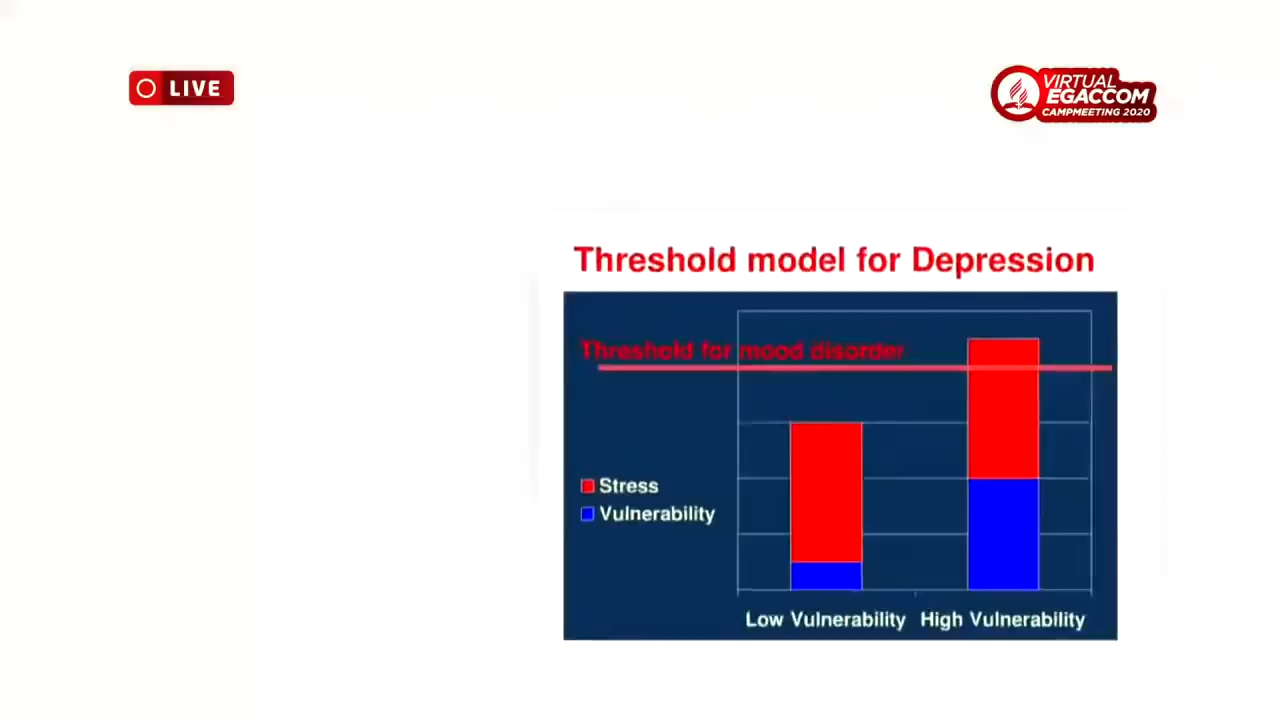 LIVE
VIRTUAL
EGACCOM
CAMPMEETING 2020
Threshold model for Depression
Threshold for mood disorder
Stress
Vulnerability
Low Vulnerability High Vulnerability